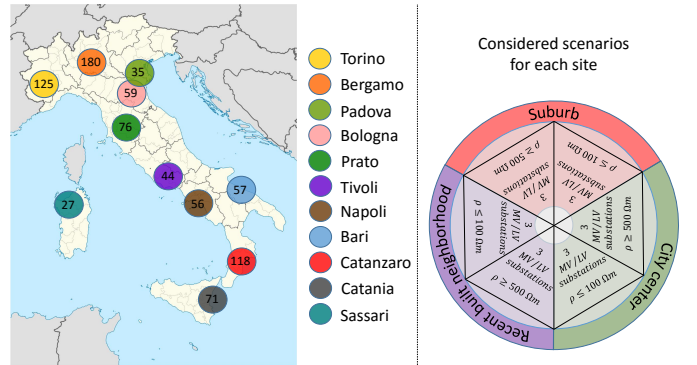 180
35
125
59
76
44
57
56
27
118
71
Torino
Bergamo
Padova
Bologna
Prato
Tivoli
Napoli
Bari
Catanzaro
Catania
Sassari
Considered scenarios
for each site
Suburb
ρ ≥ 500 Ωm
3
MV/LV
substations
ρ ≤ 100 Ωm
3
MV/LV
substations
City center
ρ ≥ 500 Ωm
3
MV/LV
substations
ρ ≤ 100 Ωm
3
MV/LV
substations
Recent built neighborhood
ρ ≤ 100 Ωm
3
MV/LV
substations
ρ ≥ 500 Ωm
3
MV/LV
substations